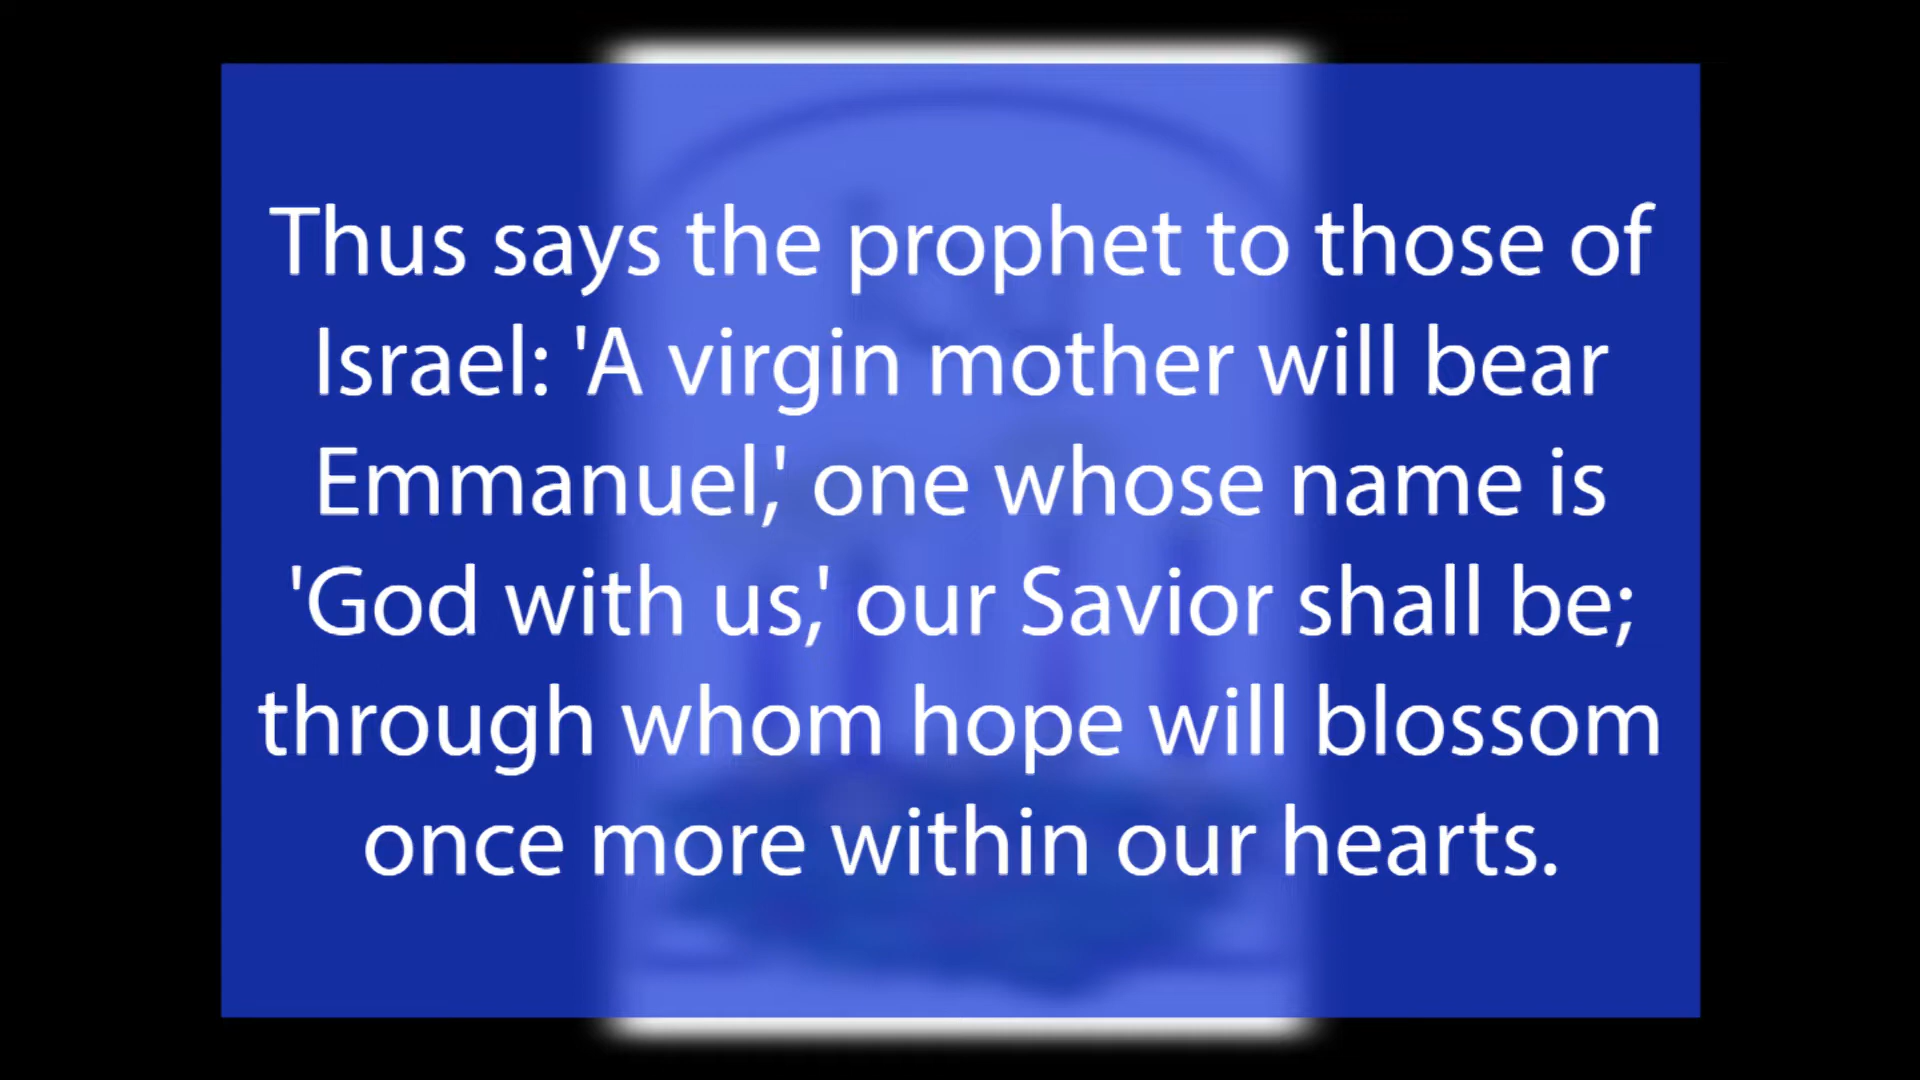 Thus says the prophet to those of
Israel: 'A virgin mother will bear
Emmanuel,' one whose name is
'God with us,' our Savior shall be;
through whom hope will blossom
once more within our hearts.